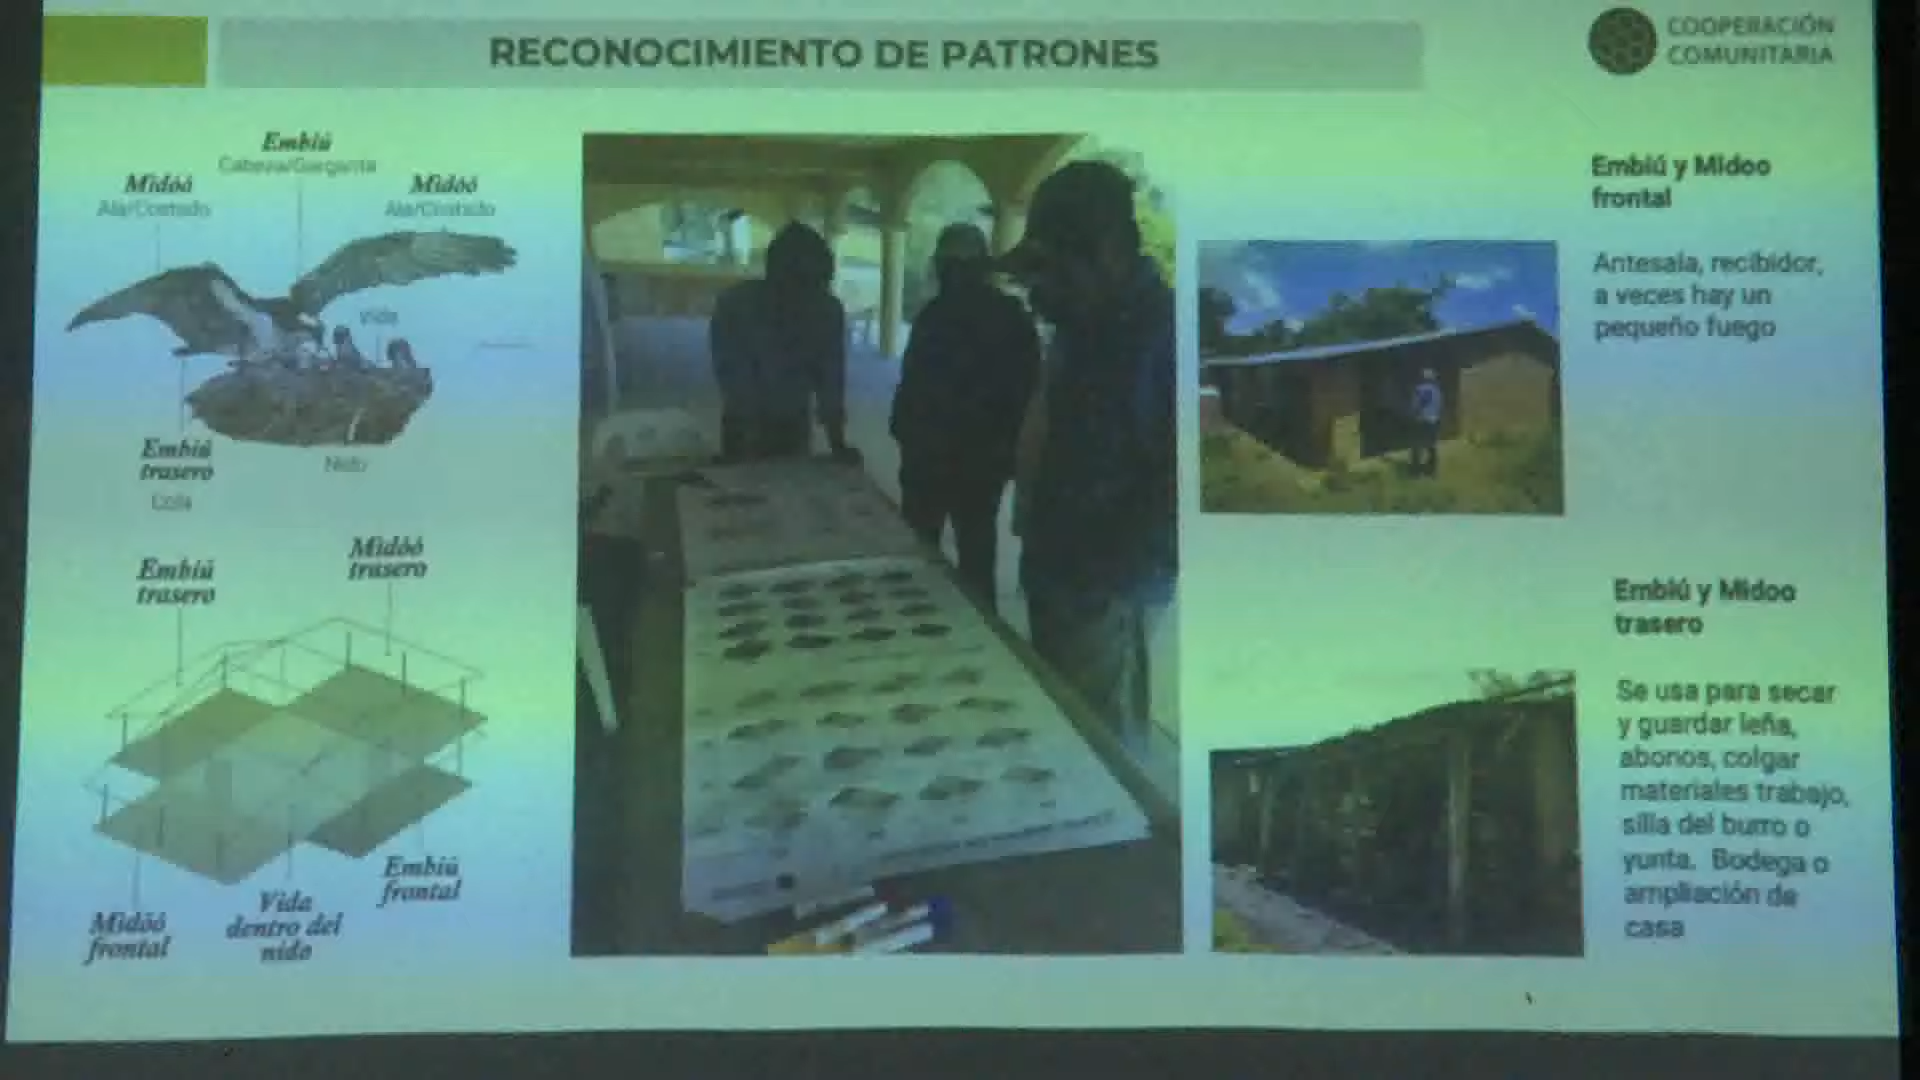 RECONOCIMIENTO DE PATRONES
COOPERACIÓN
COMUNITARIA
Embiú
Cabeza/Garganta
Midóó
Ala/Costado
Midóó
Ala/Costado
Vida
Embiú
trasero
Cola
Nido
Embiú
trasero
Midóó
trasero
Midóó
frontal
Vida
dentro del
nido
Embiú
frontal
Embiú y Midoo
frontal
Antesala, recibidor,
a veces hay un
pequeño fuego
Embiú y Midoo
trasero
Se usa para secar
y guardar leña,
abonos, colgar
materiales trabajo,
silla del burro o
yunta. Bodega o
ampliación de
casa